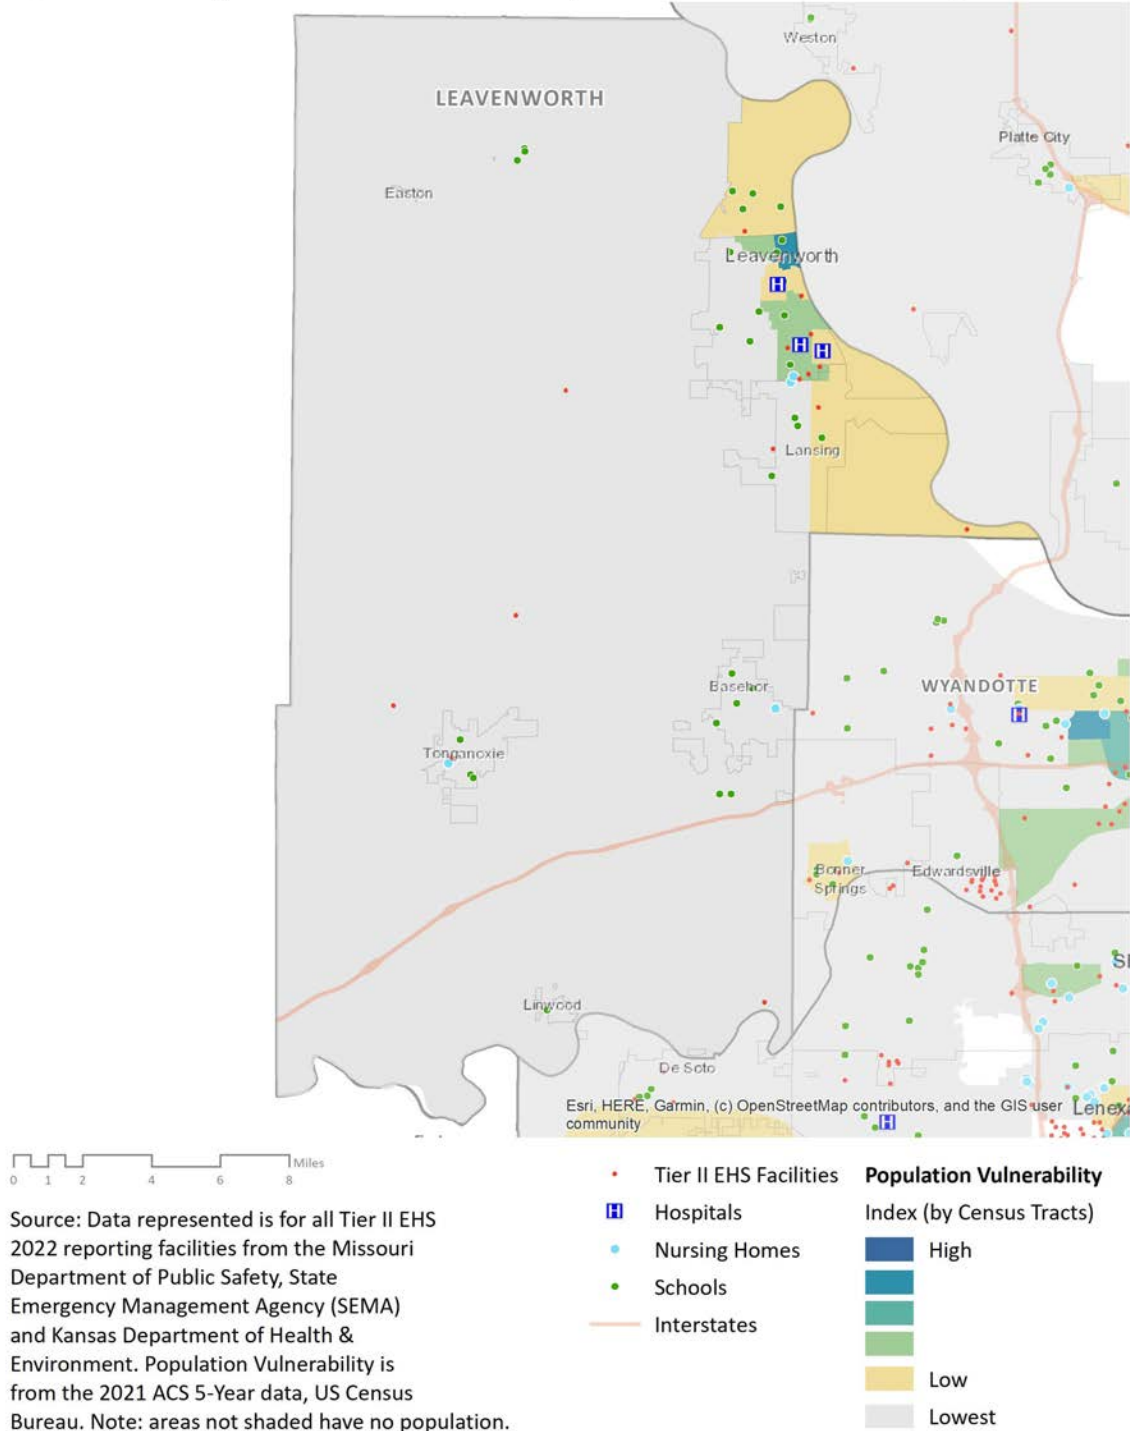 Weston
LEAVENWORTH
Platte City
Easton
Leavenworth
Lansing
Basehor
WYANDOTTE
Tonganoxie
Bonner
Springs
Edwardsville
Linwood
De Soto
Esri, HERE, Garmin, (c) OpenStreetMap contributors, and the GIS user
community
Lenexa
Miles
0 1 2 4 6 8
Source: Data represented is for all Tier II EHS
2022 reporting facilities from the Missouri
Department of Public Safety, State
Emergency Management Agency (SEMA)
and Kansas Department of Health &
Environment. Population Vulnerability is
from the 2021 ACS 5-Year data, US Census
Bureau. Note: areas not shaded have no population.
Tier II EHS Facilities
H Hospitals
Nursing Homes
Schools
Interstates
Population Vulnerability
Index (by Census Tracts)
High
Low
Lowest